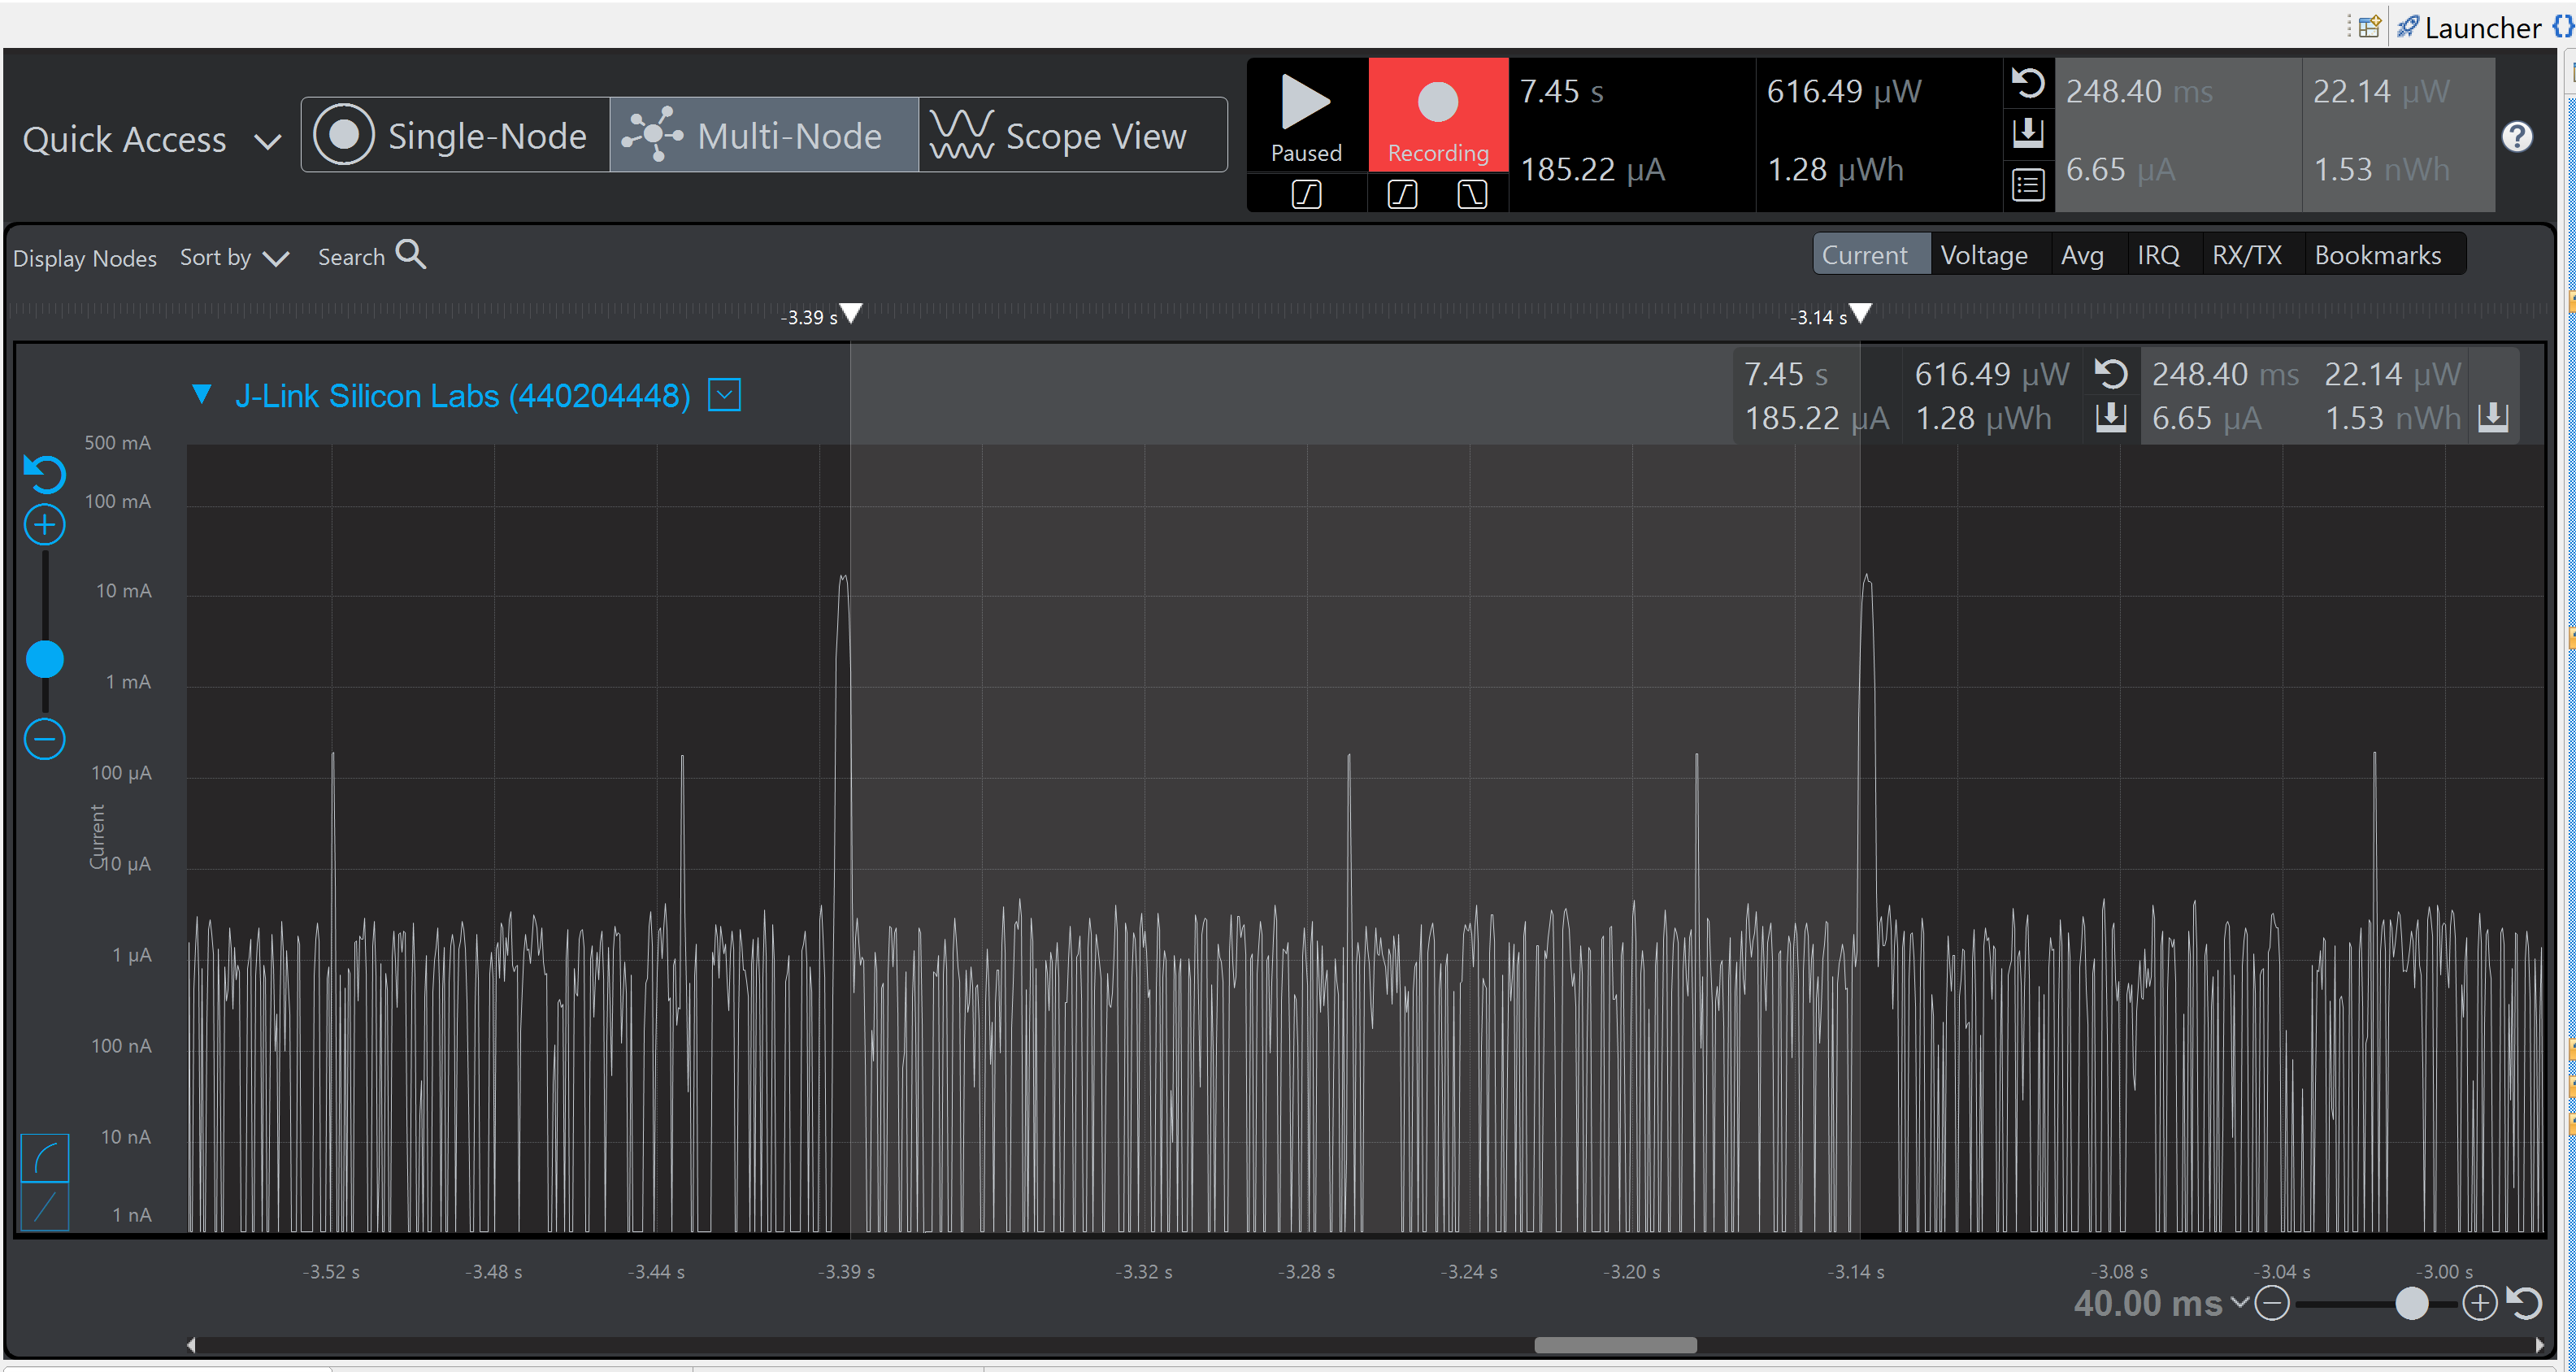 Launcher
Quick Access
Single-Node
Multi-Node
Scope View
Paused
Recording
7.45 s
616.49 µW
185.22 µA
1.28 µWh
248.40 ms
22.14 µW
6.65 µA
1.53 nWh
Display Nodes
Sort by
Search
Current
Voltage
Avg
IRQ
RX/TX
Bookmarks
-3.39 s
-3.14 s
J-Link Silicon Labs (440204448)
7.45 s
616.49 µW
248.40 ms
22.14 µW
185.22 µA
1.28 µWh
6.65 µA
1.53 nWh
500 mA
100 mA
10 mA
1 mA
100 µA
Current
10 µA
1 µA
100 nA
10 nA
1 nA
-3.52 s
-3.48 s
-3.44 s
-3.39 s
-3.32 s
-3.28 s
-3.24 s
-3.20 s
-3.14 s
-3.08 s
-3.04 s
-3.00 s
40.00 ms